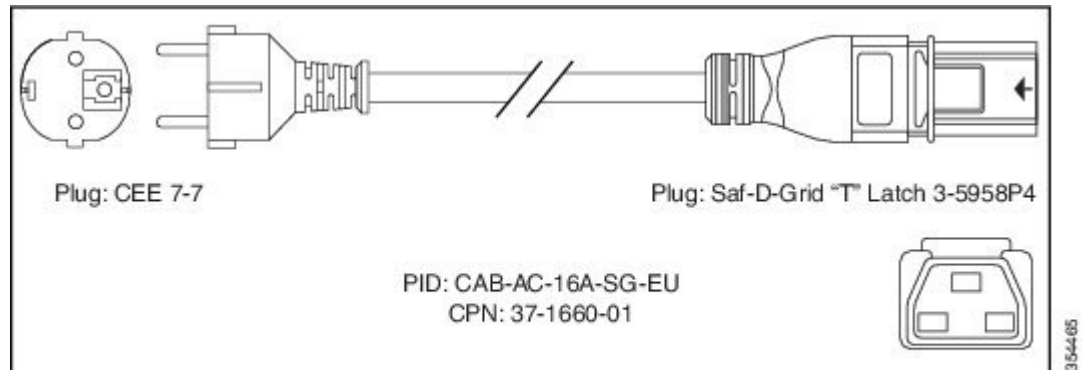 Plug: CEE 7-7
Plug: Saf-D-Grid “T” Latch 3-5958P4
PID: CAB-AC-16A-SG-EU
CPN: 37-1660-01
354465